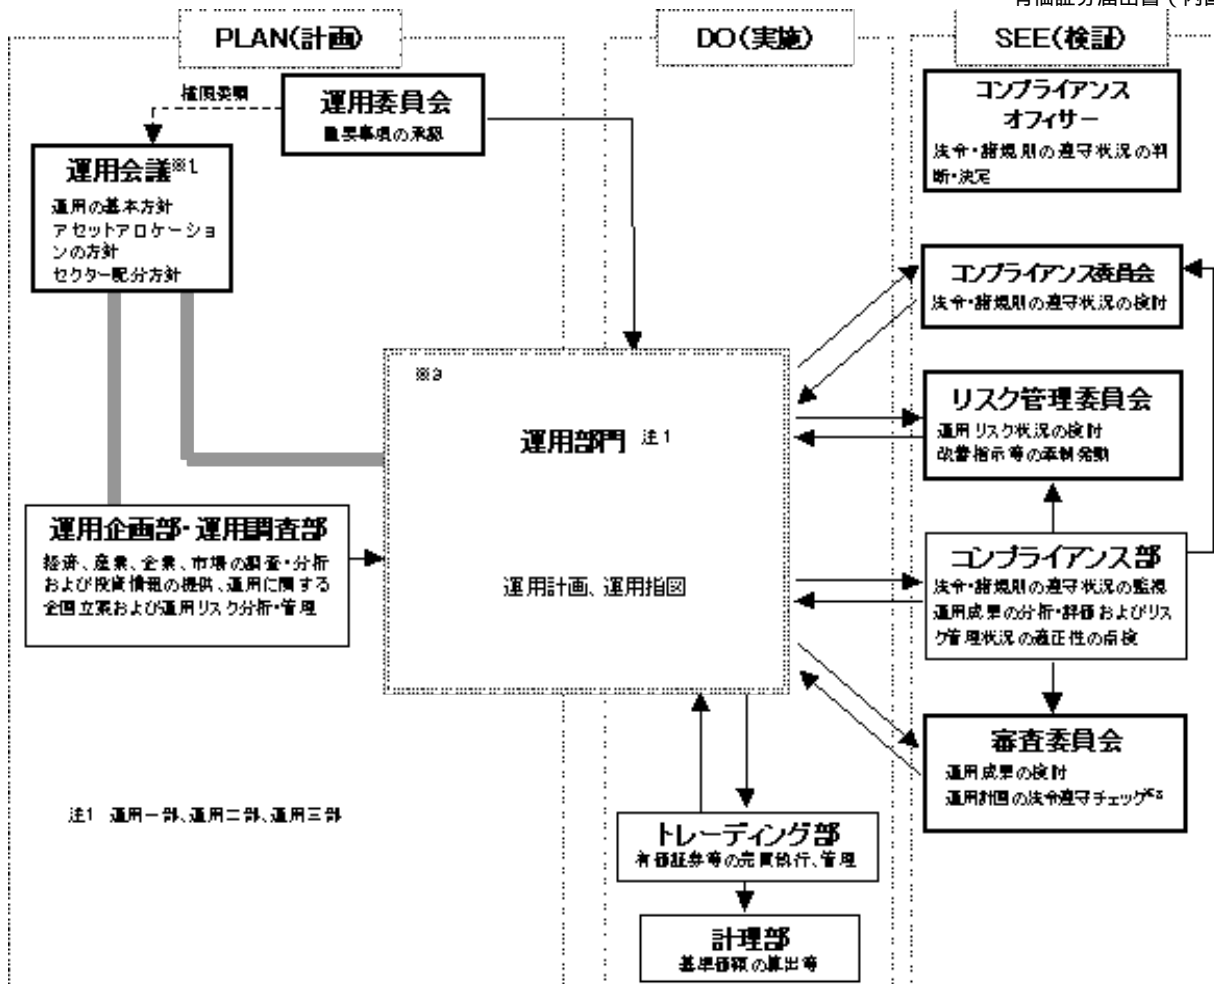 有価証券届出書（内国
PLAN(計画)
DO(実施)
SEE(検証)
権限委譲
運用委員会
重要事項の承認
コンプライアンス
オフィサー
法令・諸規則の遵守状況の判
断・決定
運用会議※1
運用の基本方針
アセットアロケーショ
ンの方針
セクター配分方針
コンプライアンス委員会
法令・諸規則の遵守状況の検討
※2
運用部門 注1
運用計画、運用指図
リスク管理委員会
運用リスク状況の検討
改善指示等の牽制発動
運用企画部・運用調査部
経済、産業、企業、市場の調査・分析
および投資情報の提供、運用に関する
企画立案および運用リスク分析・管理
コンプライアンス部
法令・諸規則の遵守状況の監視
運用成果の分析・評価およびリス
ク管理状況の適正性の点検
審査委員会
運用成果の検討
運用計画の法令遵守チェック
注1 運用一部、運用二部、運用三部
トレーディング部
有価証券等の売買執行、管理
計理部
基準価額の算出等